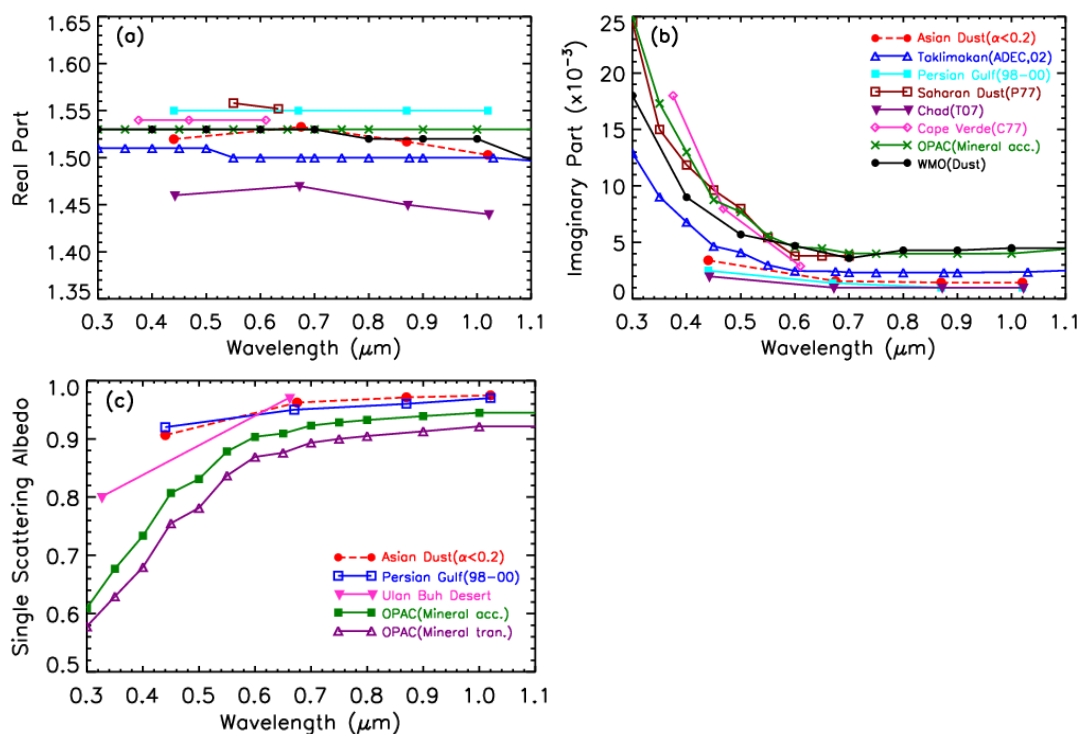 (a)
1.65
1.60
1.55
1.50
1.45
1.40
1.35
Real Part
0.3 0.4 0.5 0.6 0.7 0.8 0.9 1.0 1.1
Wavelength (μm)
(b)
25
20
15
10
5
0
Imaginary Part (x10⁻³)
Asian Dust(α<0.2)
Taklimakan(ADEC,02)
Persian Gulf(98-00)
Saharan Dust(P77)
Chad(T07)
Cape Verde(C77)
OPAC(Mineral acc.)
WMO(Dust)
0.3 0.4 0.5 0.6 0.7 0.8 0.9 1.0 1.1
Wavelength (μm)
(c)
1.0
0.9
0.8
0.7
0.6
0.5
Single Scattering Albedo
Asian Dust(α<0.2)
Persian Gulf(98-00)
Ulan Buh Desert
OPAC(Mineral acc.)
OPAC(Mineral tran.)
0.3 0.4 0.5 0.6 0.7 0.8 0.9 1.0 1.1
Wavelength (μm)